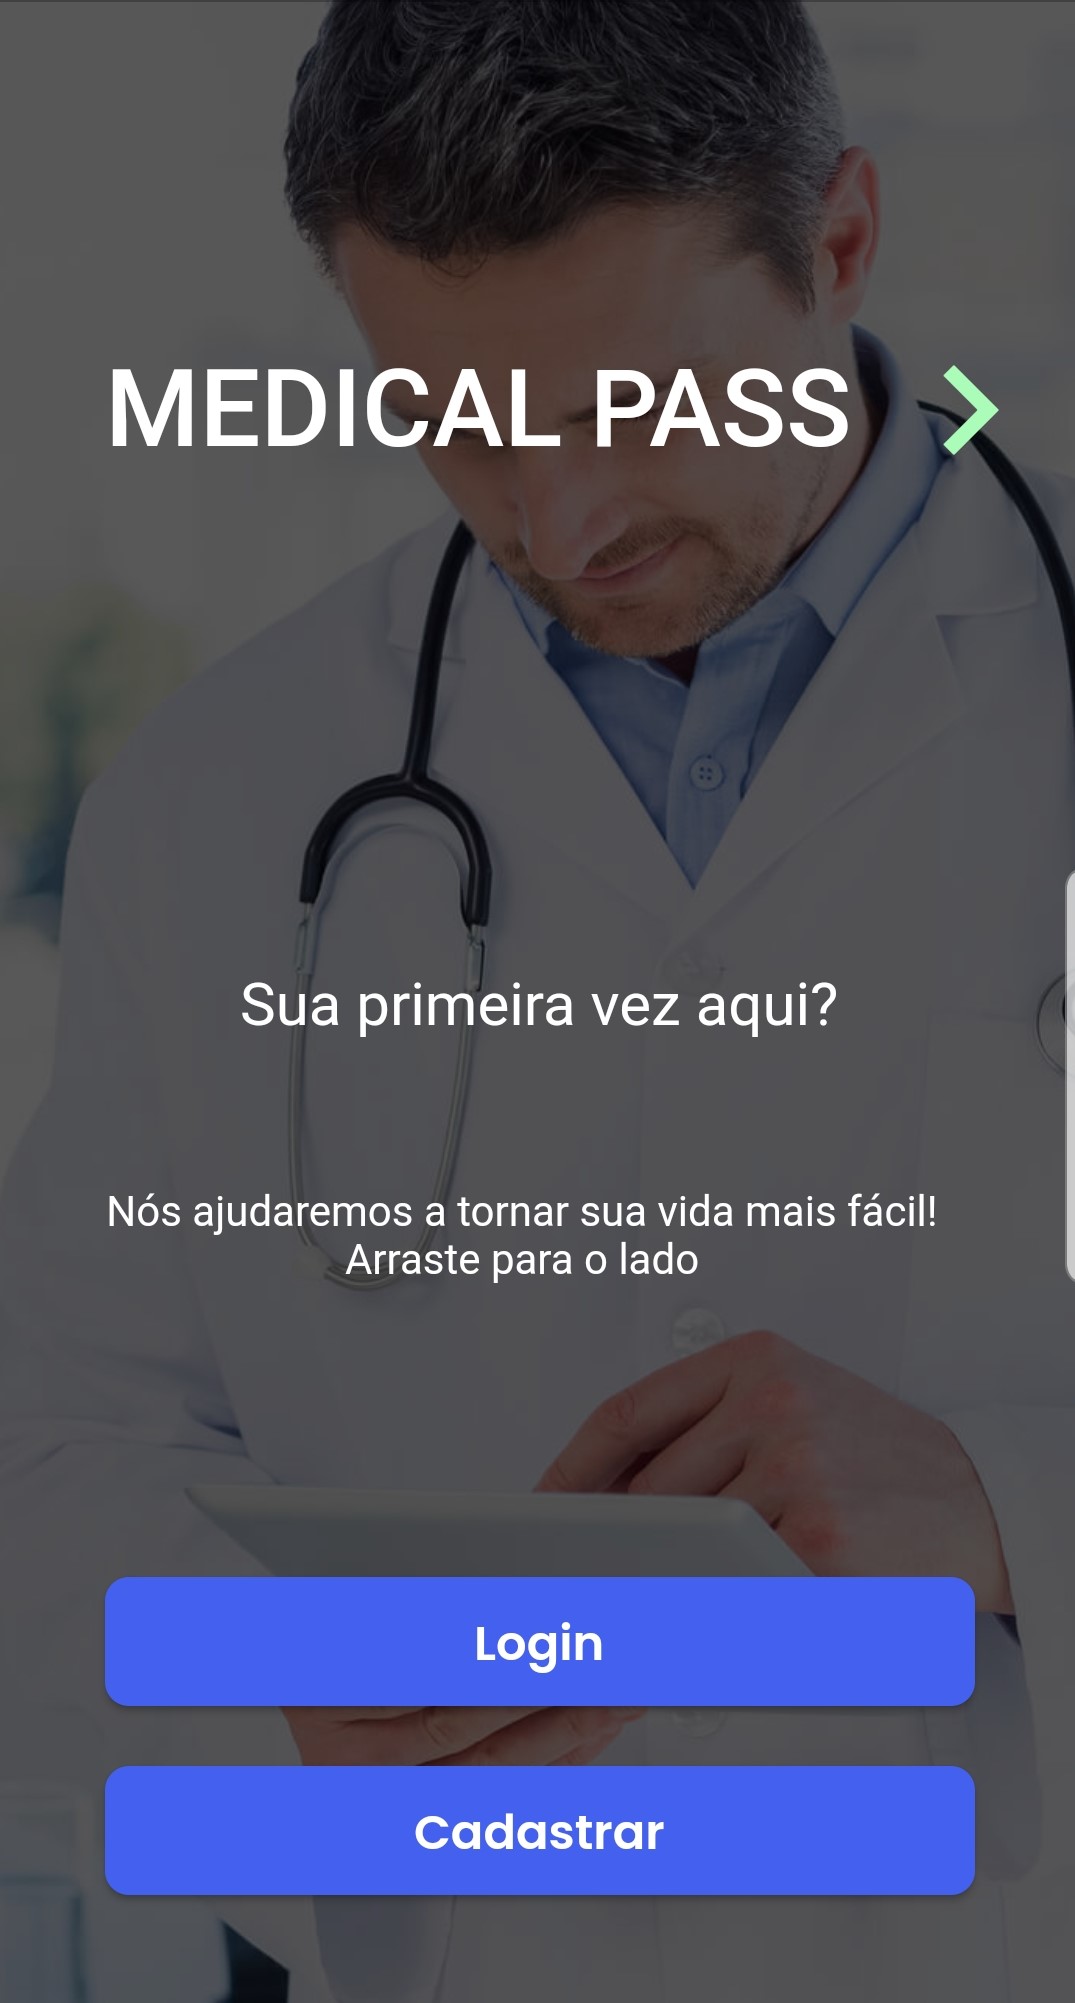 MEDICAL PASS
Sua primeira vez aqui?
Nós ajudaremos a tornar sua vida mais fácil!
Arraste para o lado
Login
Cadastrar